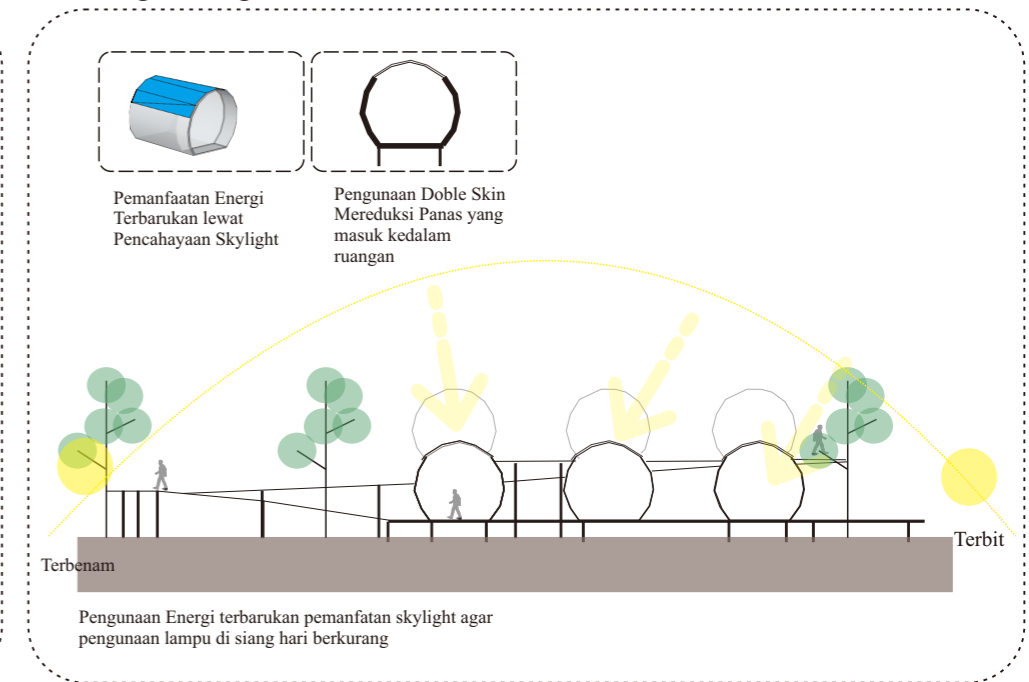 Pemanfaatan Energi
Terbarukan lewat
Pencahayaan Skylight
Pengunaan Doble Skin
Mereduksi Panas yang
masuk kedalam
ruangan
Terbit
Terbenam
Pengunaan Energi terbarukan pemanfatan skylight agar
pengunaan lampu di siang hari berkurang